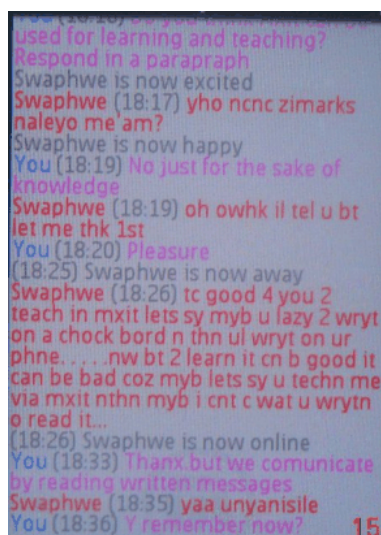 used for learning and teaching?
Respond in a parapraph
Swaphwe is now excited
Swaphwe (18:17) yho ncnc zimarks
naleyo me'am?
Swaphwe is now happy
You (18:19) No just for the sake of
knowledge
Swaphwe (18:19) oh owhk il tel u bt
let me thk 1st
You (18:20) Pleasure
(18:25) Swaphwe is now away
Swaphwe (18:26) tc good 4 you 2
teach in mxit lets sy myb u lazy 2 wryt
on a chock bord n thn ul wryt on ur
phne.....nw bt 2 learn it cn b good it
can be bad coz myb lets sy u techn me
via mxit nthn myb i cnt c wat u wrytn
o read it...
(18:26) Swaphwe is now online
You (18:33) Thanx.but we comunicate
by reading written messages
Swaphwe (18:35) yaa unyanisile
You (18:36) Y remember now?
15